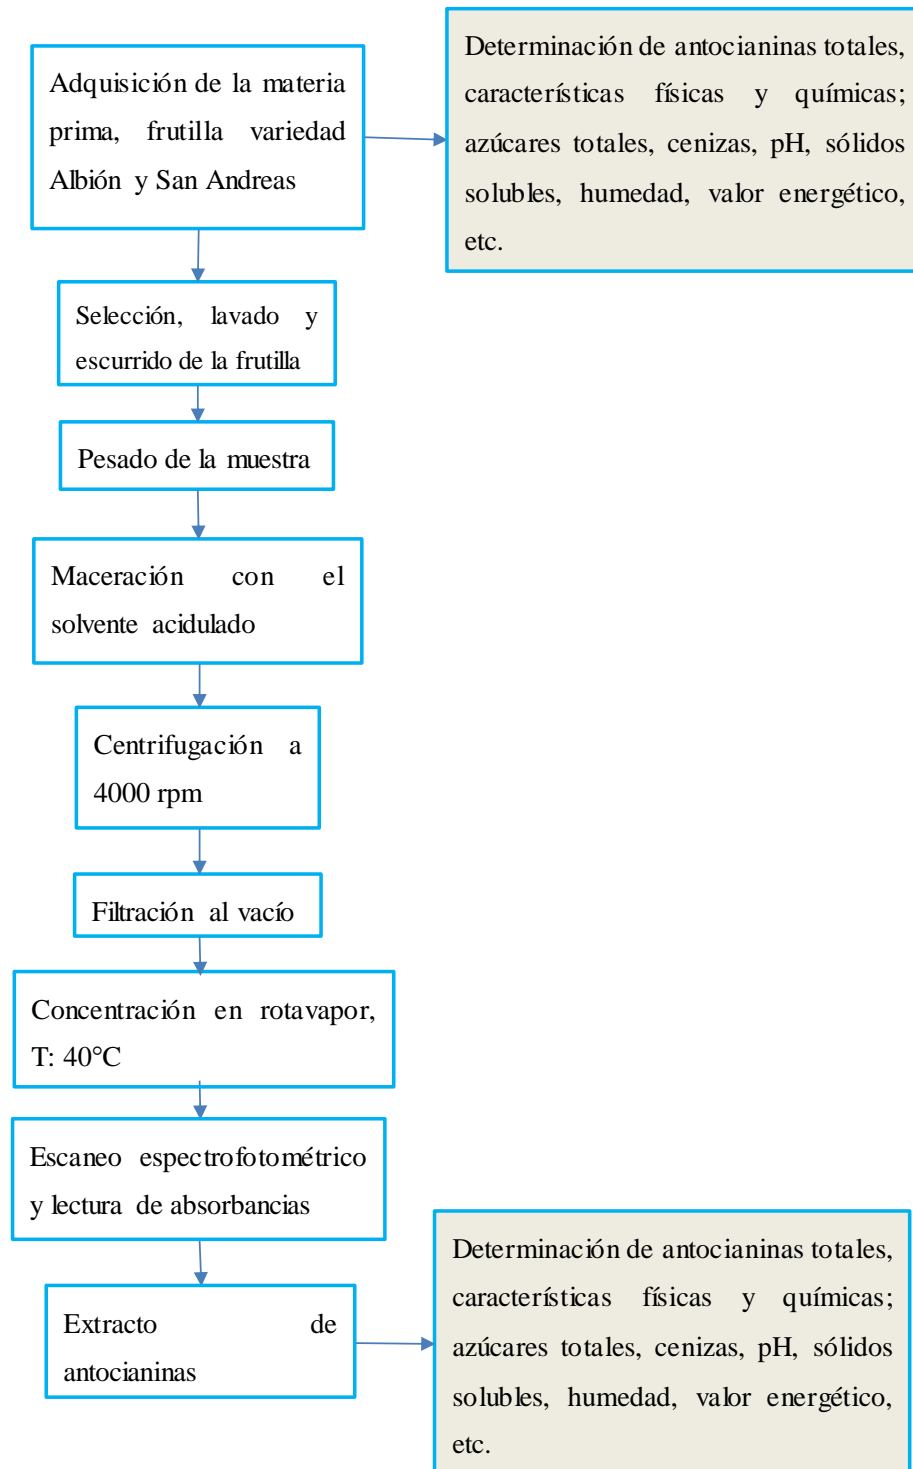 Adquisición de la materia
prima, frutilla variedad
Albión y San Andreas
Determinación de antocianinas totales,
características físicas y químicas;
azúcares totales, cenizas, pH, sólidos
solubles, humedad, valor energético,
etc.
Selección, lavado y
escurrido de la frutilla
Pesado de la muestra
Maceración con el
solvente acidulado
Centrifugación a
4000 rpm
Filtración al vacío
Concentración en rotavapor,
T: 40°C
Escaneo espectrofotométrico
y lectura de absorbancias
Extracto de
antocianinas
Determinación de antocianinas totales,
características físicas y químicas;
azúcares totales, cenizas, pH, sólidos
solubles, humedad, valor energético,
etc.